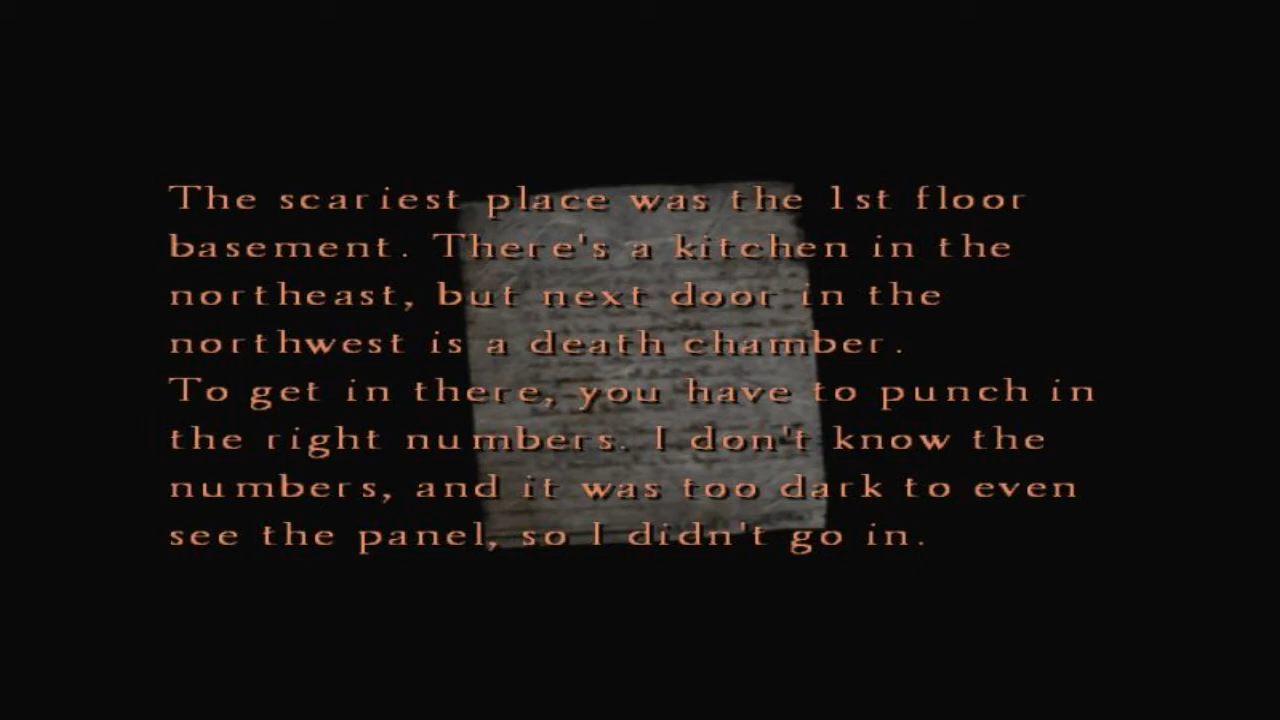 The scariest place was the 1st floor
basement. There's a kitchen in the
northeast, but next door in the
northwest is a death chamber.
To get in there, you have to punch in
the right numbers. I don't know the
numbers, and it was too dark to even
see the panel, so I didn't go in.